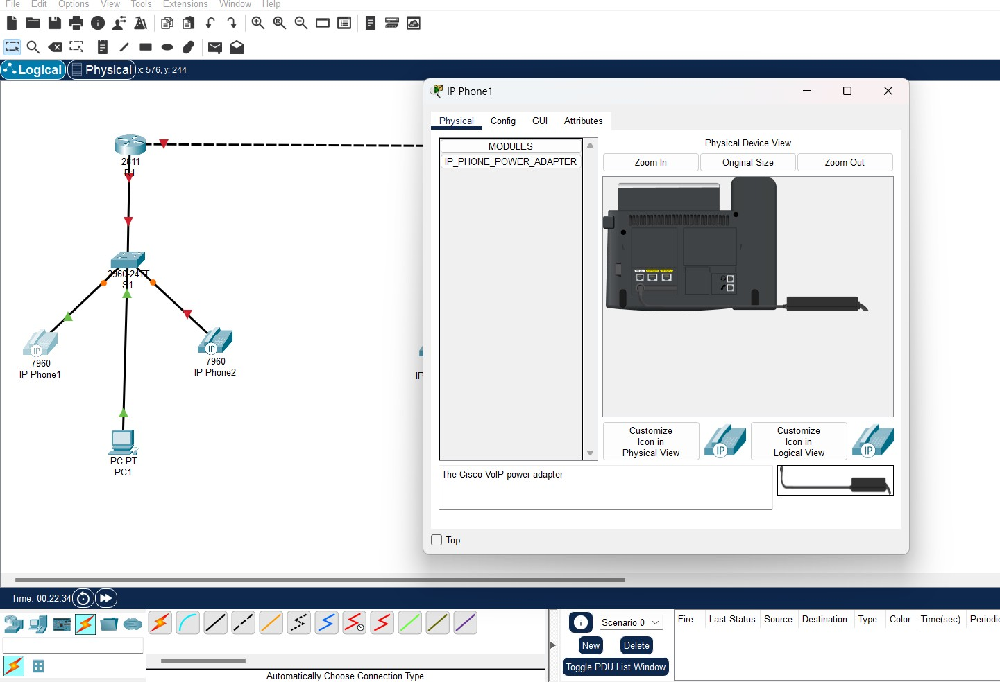 File Edit Options View Tools Extensions Window Help
Logical Physical x: 576, y: 244
IP Phone1
Physical Config GUI Attributes
MODULES
IP_PHONE_POWER_ADAPTER
Physical Device View
Zoom In Original Size Zoom Out
2811
R1
2960-24TT
S1
7960
IP Phone1
7960
IP Phone2
IP
PC-PT
PC1
Customize
Icon in
Physical View
Customize
Icon in
Logical View
IP
IP
IP
IP
The Cisco VoIP power adapter
Top
Time: 00:22:34
Scenario 0
New Delete
Toggle PDU List Window
Fire Last Status Source Destination Type Color Time(sec) Periodic
Automatically Choose Connection Type